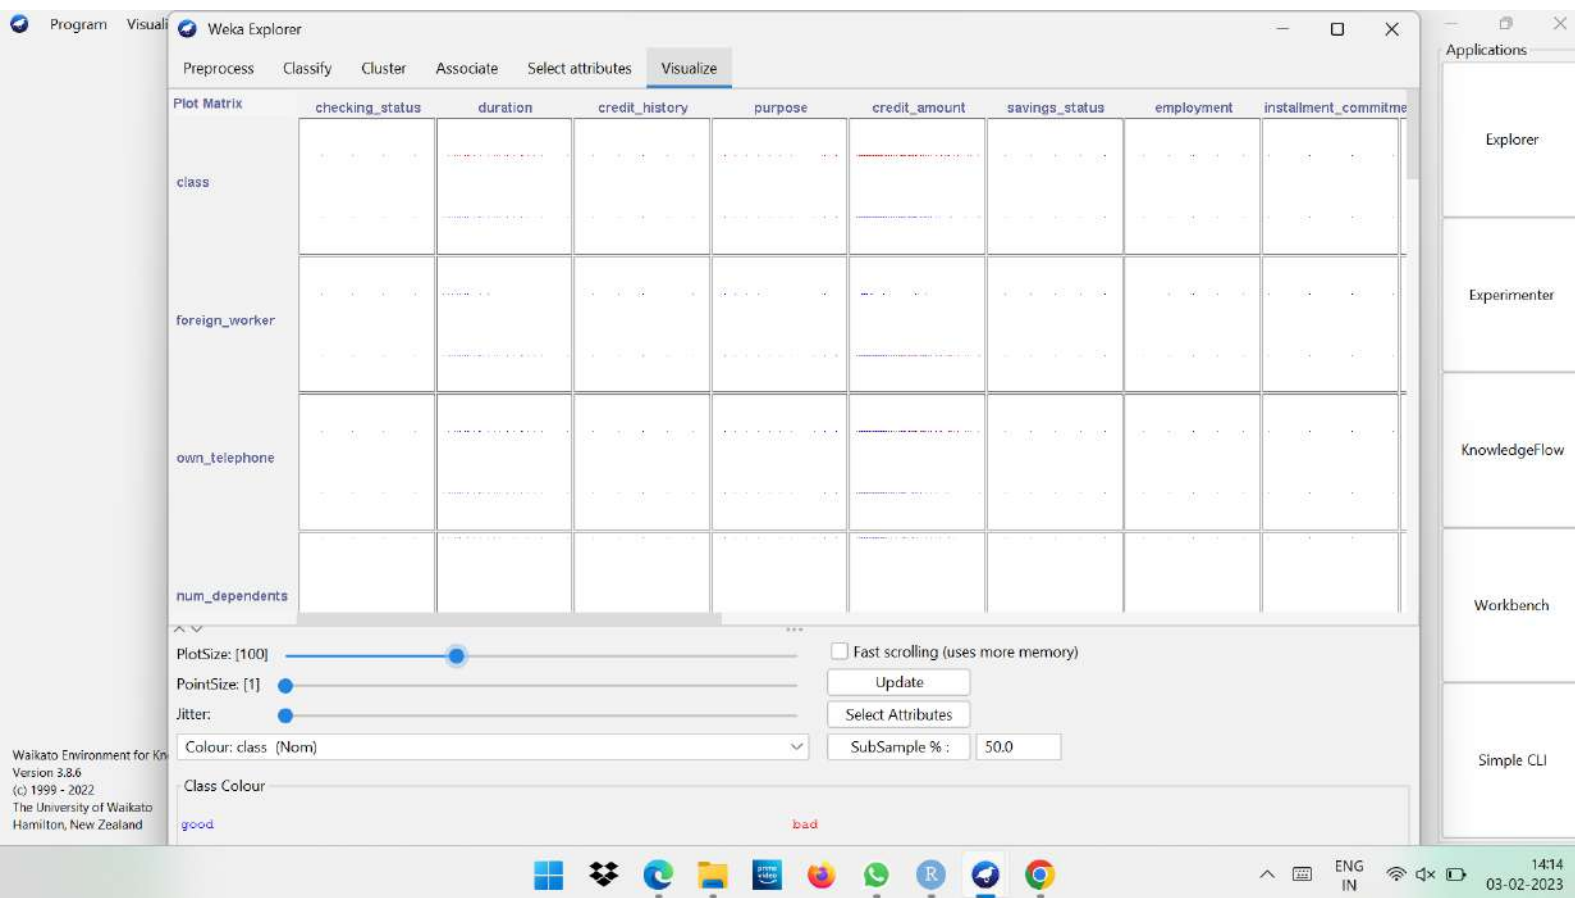 Program Visuali
Weka Explorer
Applications
Preprocess Classify Cluster Associate Select attributes Visualize
Plot Matrix checking_status duration credit_history purpose credit_amount savings_status employment installment_commitme
Explorer
class
Experimenter
foreign_worker
KnowledgeFlow
own_telephone
num_dependents
Workbench
PlotSize: [100]
Fast scrolling (uses more memory)
PointSize: [1]
Update
Jitter:
Select Attributes
Colour: class (Nom)
SubSample % : 50.0
Simple CLI
Waikato Environment for Kn
Version 3.8.6
(c) 1999 - 2022
The University of Waikato
Hamilton, New Zealand
Class Colour
good bad
prime video
R
ENG
IN
14:14
03-02-2023